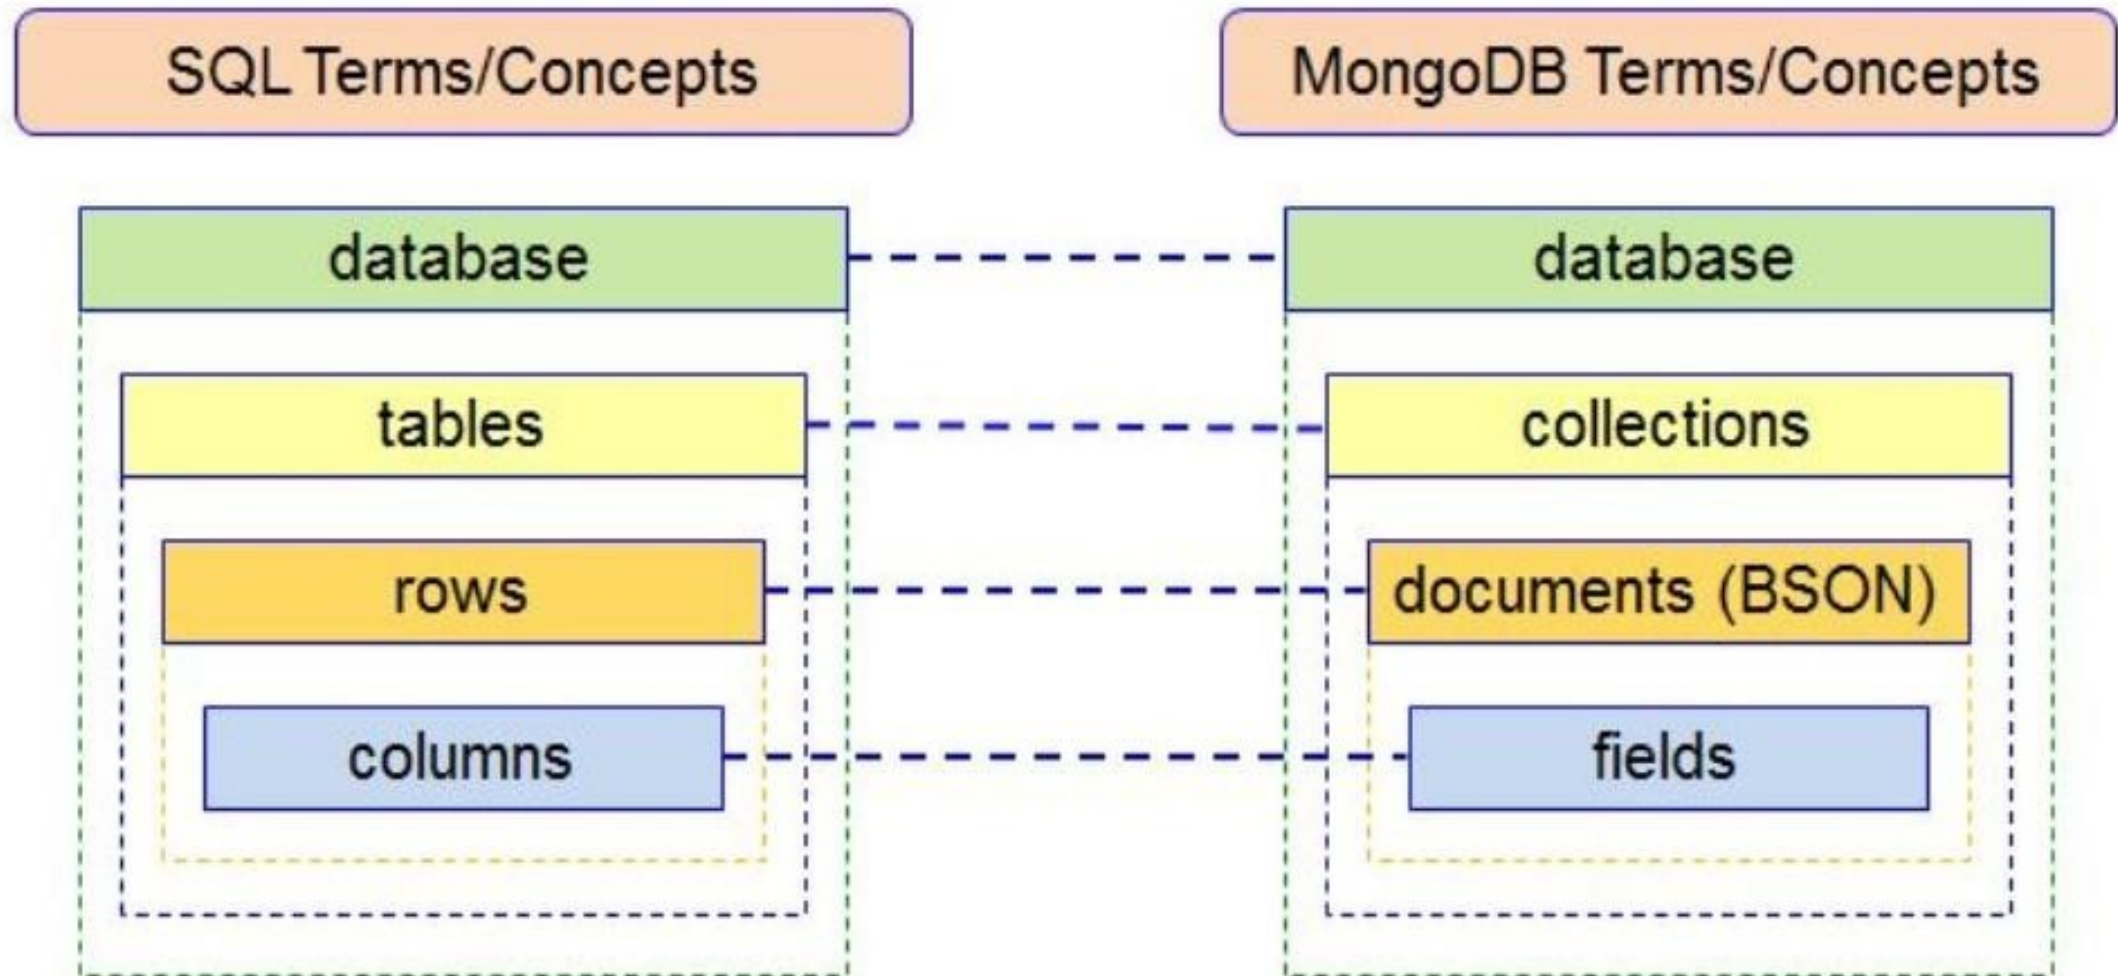 SQL Terms/Concepts
MongoDB Terms/Concepts
database
database
tables
collections
rows
documents (BSON)
columns
fields